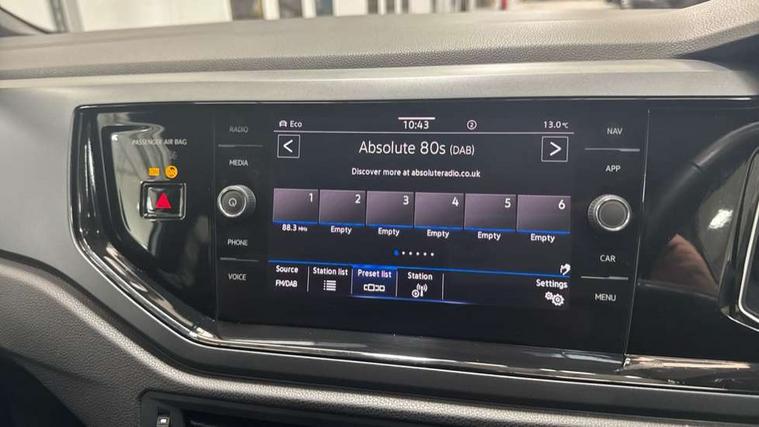 RADIO
MEDIA
PHONE
VOICE
PASSENGER AIR BAG
Eco
10:43
2
13.0°C
Absolute 80s (DAB)
Discover more at absoluteradio.co.uk
1 2 3 4 5 6
88.3 MHz Empty Empty Empty Empty Empty
Source Station list Preset list Station Settings
FM/DAB
NAV
APP
CAR
MENU